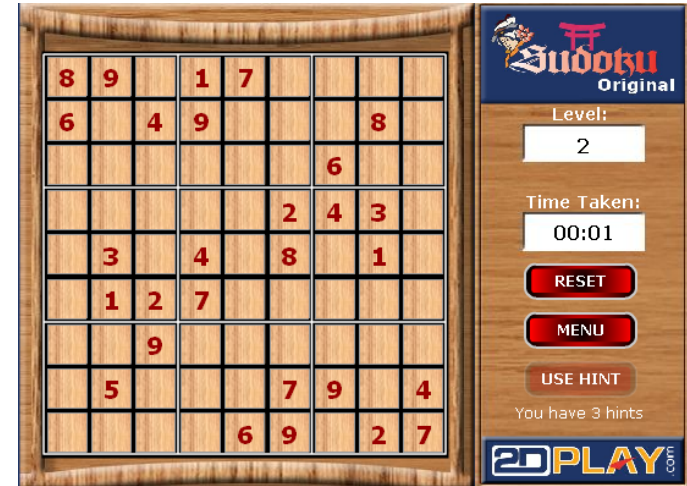 Sudoku
Original
Level:
2
Time Taken:
00:01
RESET
MENU
USE HINT
You have 3 hints
2DPLAY.com
8 9 1 7
6 4 9 8
6
2 4 3
3 4 8 1
1 2 7
9
5 7 9 4
6 9 2 7